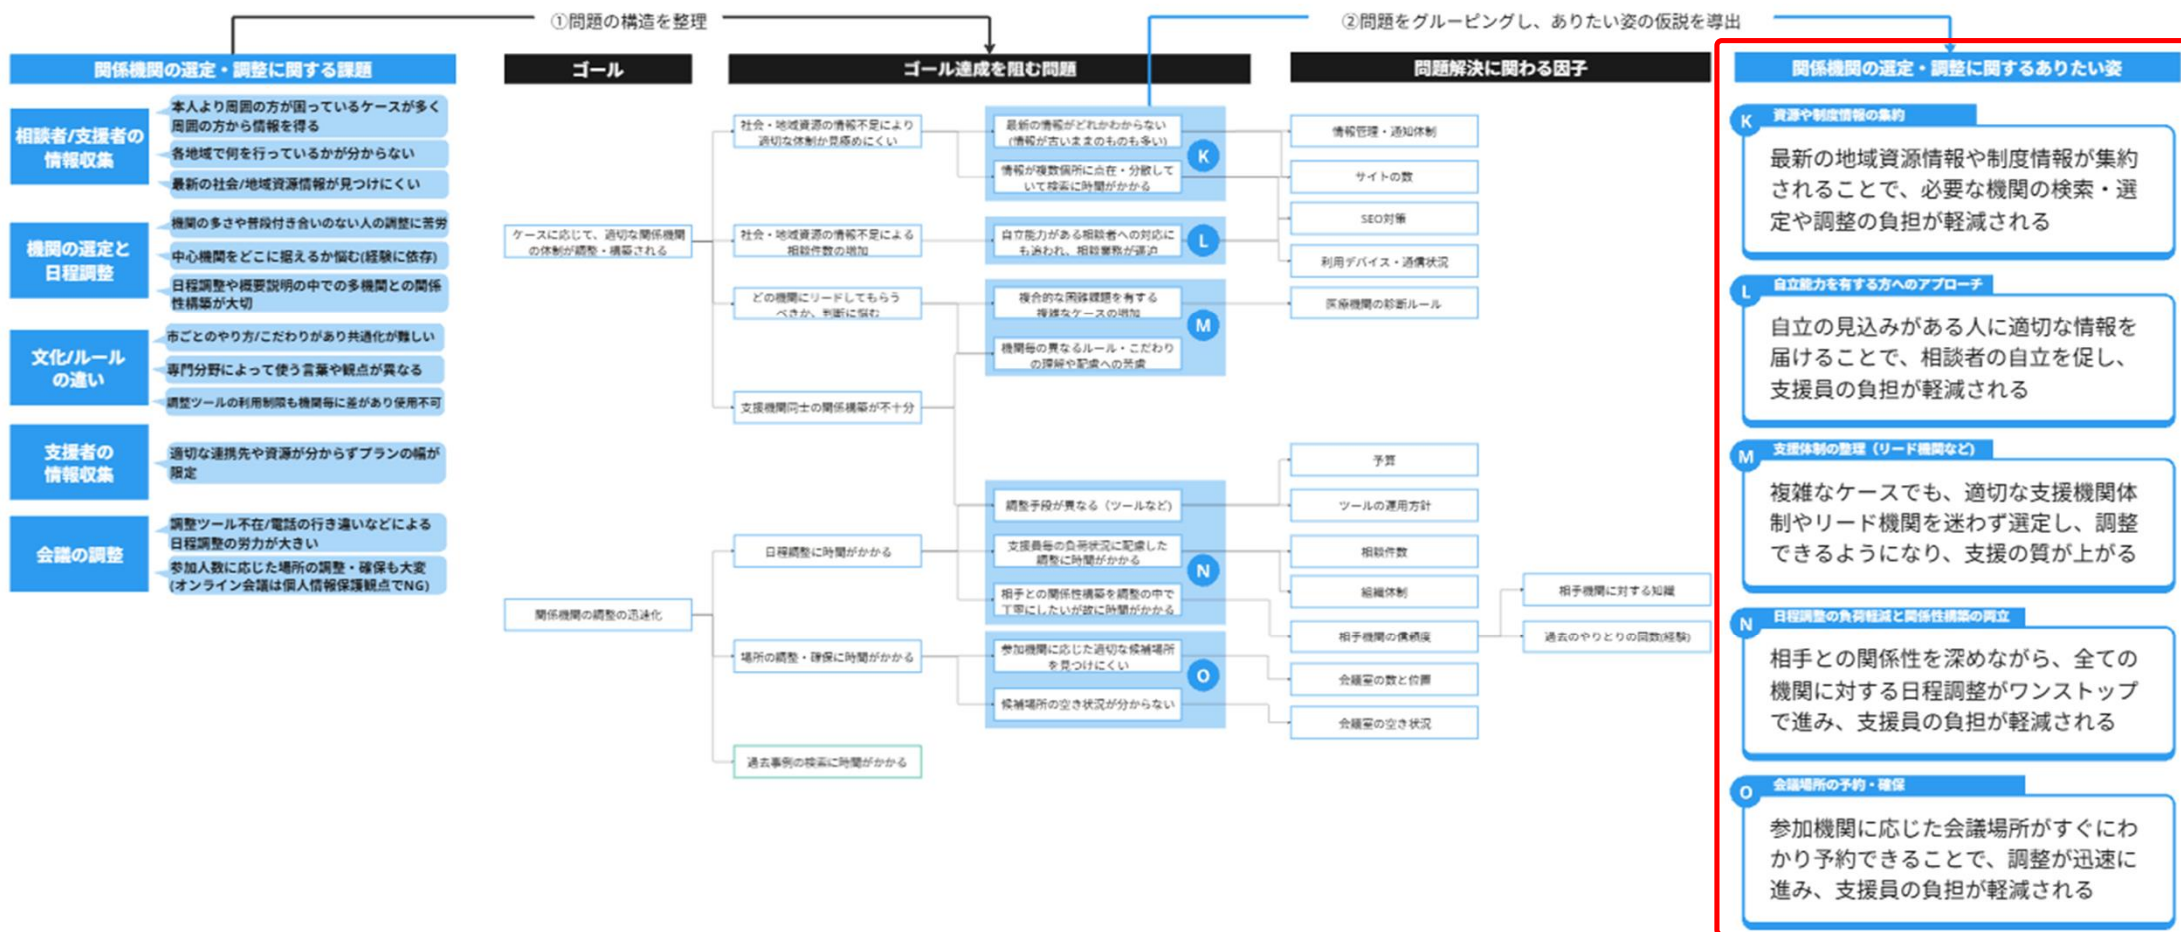 ①問題の構造を整理
②問題をグルーピングし、ありたい姿の仮説を導出
関係機関の選定・調整に関する課題
ゴール
ゴール達成を阻む問題
問題解決に関わる因子
関係機関の選定・調整に関するありたい姿
相談者/支援者の
情報収集
本人より周囲の方が困っているケースが多く
周囲の方から情報を得る
各地域で何を行っているかが分からない
最新の社会/地域資源情報が見つけにくい
機関の選定と
日程調整
機関の多さや普段付き合いのない人の調整に苦労
中心機関をどこに据えるか悩む(経験に依存)
日程調整や概要説明の中での多機関との関係
性構築が大切
文化/ルール
の違い
市ごとのやり方/こだわりがあり共通化が難しい
専門分野によって使う言葉や観点が異なる
調整ツールの利用制限も機関毎に差があり使用不可
支援者の
情報収集
適切な連携先や資源が分からずプランの幅が
限定
会議の調整
調整ツール不在/電話の行き違いなどによる
日程調整の労力が大きい
参加人数に応じた場所の調整・確保も大変
(オンライン会議は個人情報保護観点でNG)
ケースに応じて、適切な関係機関
の体制が調整・構築される
関係機関の調整の迅速化
社会・地域資源の情報不足により
適切な体制か見極めにくい
社会・地域資源の情報不足による
相談件数の増加
どの機関にリードしてもらう
べきか、判断に悩む
支援機関同士の関係構築が不十分
日程調整に時間がかかる
場所の調整・確保に時間がかかる
過去事例の検索に時間がかかる
最新の情報がどれかわからない
(情報が古いままのものも多い)
情報が複数個所に点在・分散して
いて検索に時間がかかる
K
自立能力がある相談者への対応に
も追われ、相談業務が逼迫
L
複合的な困難課題を有する
複雑なケースの増加
機関毎の異なるルール・こだわり
の理解や配慮への苦慮
M
調整手段が異なる（ツールなど)
支援員毎の負荷状況に配慮した
調整に時間がかかる
相手との関係性構築を調整の中で
丁寧にしたいが故に時間がかかる
N
参加機関に応じた適切な候補場所
を見つけにくい
候補場所の空き状況が分からない
O
情報管理・通知体制
サイトの数
SEO対策
利用デバイス・通信状況
医療機関の診断ルール
予算
ツールの運用方針
相談件数
組織体制
相手機関の信頼度
会議室の数と位置
会議室の空き状況
相手機関に対する知識
過去のやりとりの回数(経験)
K
資源や制度情報の集約
最新の地域資源情報や制度情報が集約
されることで、必要な機関の検索・選
定や調整の負担が軽減される
L
自立能力を有する方へのアプローチ
自立の見込みがある人に適切な情報を
届けることで、相談者の自立を促し、
支援員の負担が軽減される
M
支援体制の整理（リード機関など)
複雑なケースでも、適切な支援機関体
制やリード機関を迷わず選定し、調整
できるようになり、支援の質が上がる
N
日程調整の負荷軽減と関係性構築の両立
相手との関係性を深めながら、全ての
機関に対する日程調整がワンストップ
で進み、支援員の負担が軽減される
O
会議場所の予約・確保
参加機関に応じた会議場所がすぐにわ
かり予約できることで、調整が迅速に
進み、支援員の負担が軽減される